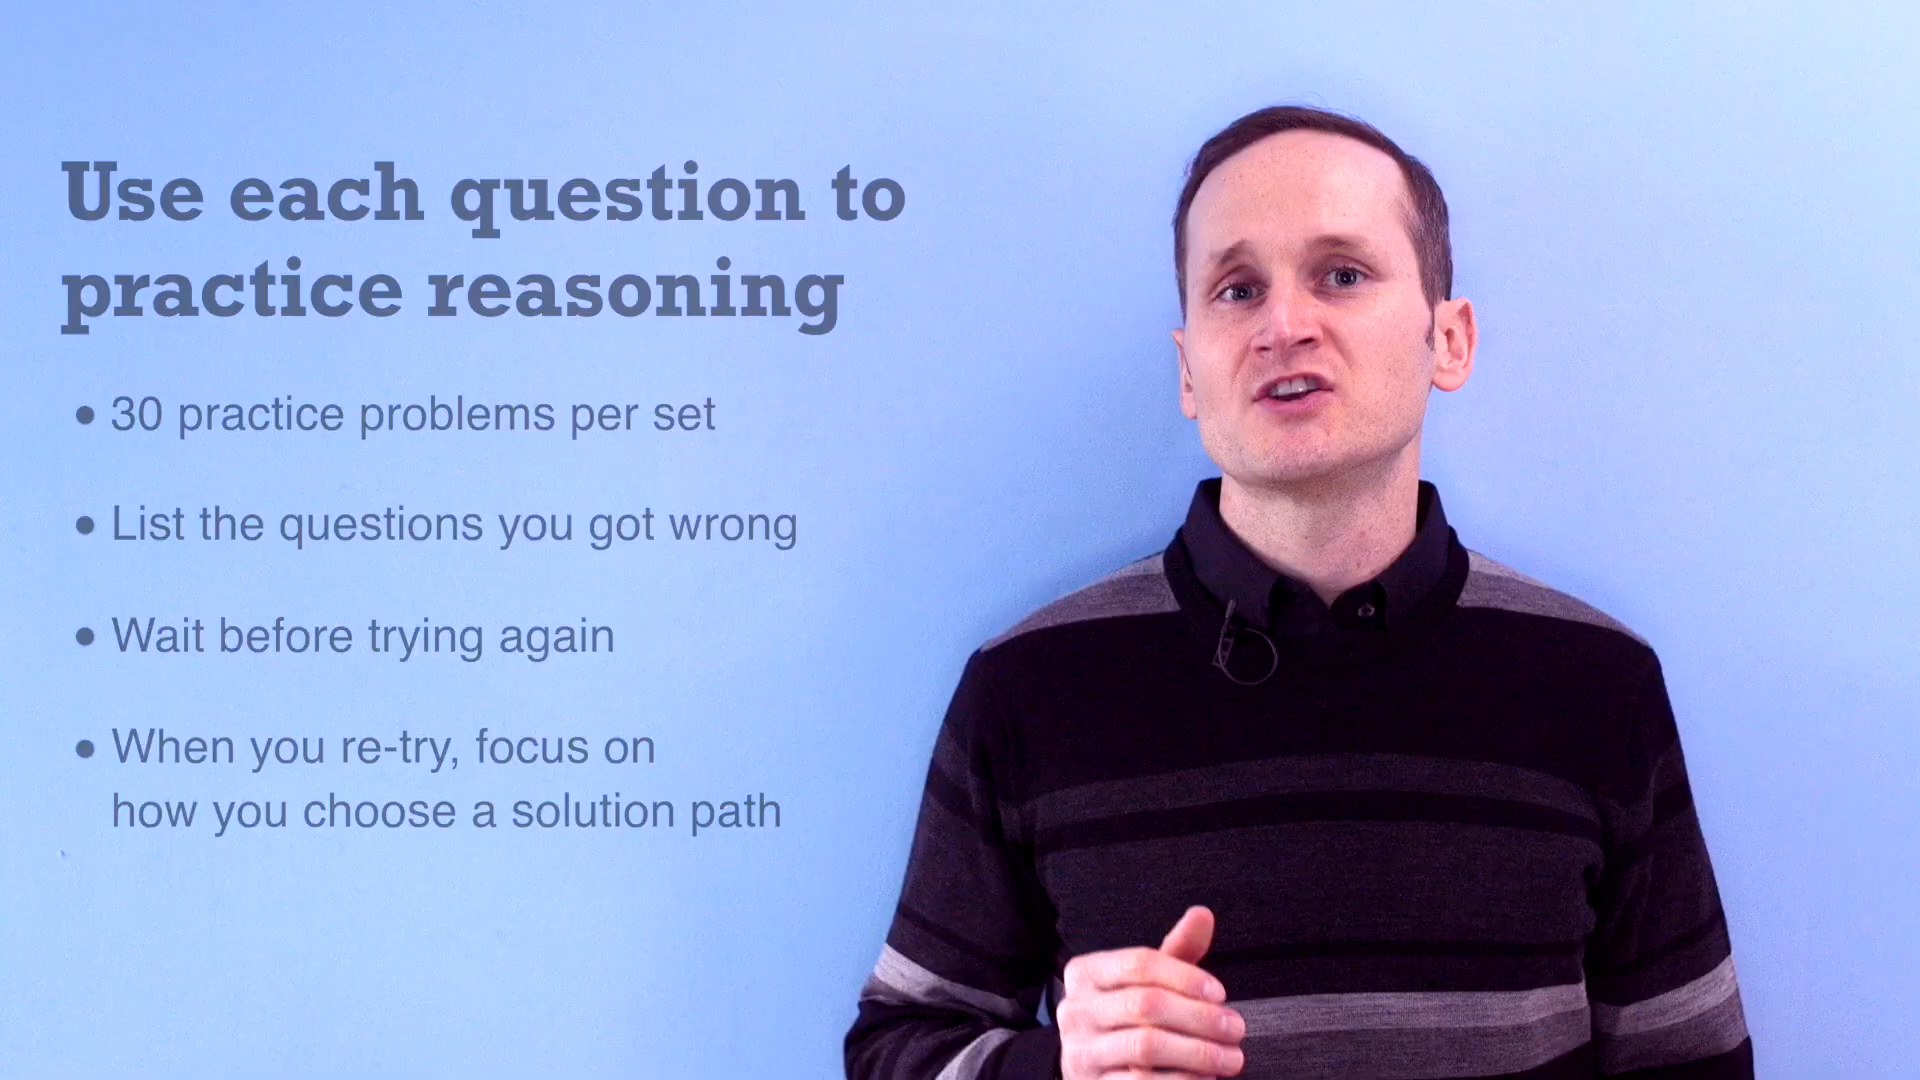 Use each question to
practice reasoning
• 30 practice problems per set
• List the questions you got wrong
• Wait before trying again
• When you re-try, focus on
how you choose a solution path